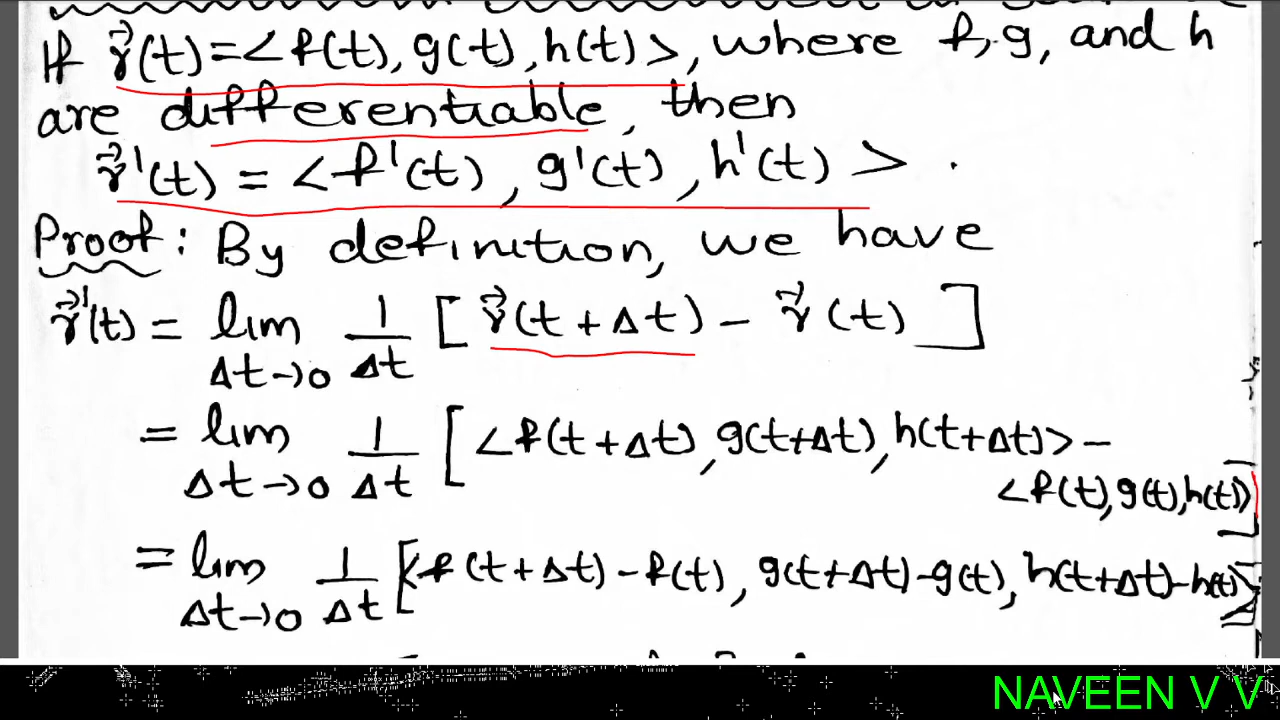 If r⃗(t)=<f(t), g(t), h(t)>, where f, g, and h
are differentiable, then
r⃗'(t) = <f'(t), g'(t), h'(t)> .
Proof: By definition, we have
r⃗'(t) = lim Δt→0 1/Δt [ r⃗(t+Δt) - r⃗(t) ]
= lim Δt→0 1/Δt [ <f(t+Δt), g(t+Δt), h(t+Δt)> -
<f(t), g(t), h(t)>]
= lim Δt→0 1/Δt [<f(t+Δt)-f(t), g(t+Δt)-g(t), h(t+Δt)-h(t)>]
NAVEEN V V